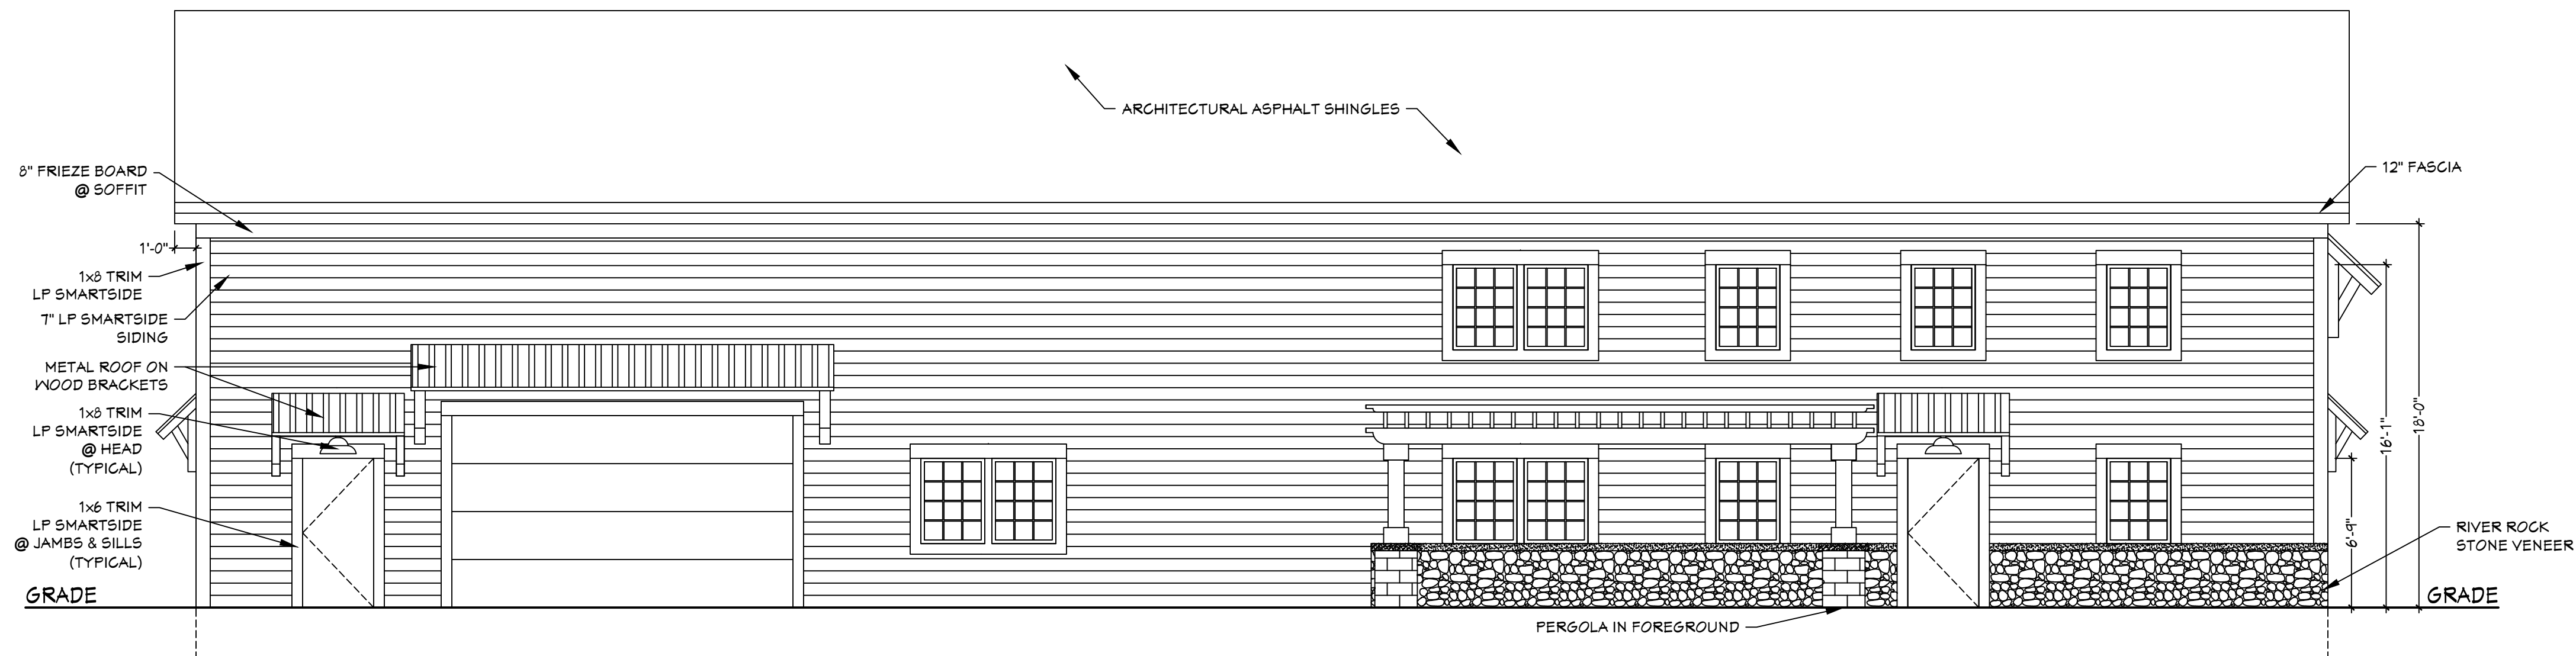 ARCHITECTURAL ASPHALT SHINGLES
8" FRIEZE BOARD
@ SOFFIT
12" FASCIA
1'-0"
1x8 TRIM
LP SMARTSIDE
7" LP SMARTSIDE
SIDING
METAL ROOF ON
WOOD BRACKETS
1x8 TRIM
LP SMARTSIDE
@ HEAD
(TYPICAL)
1x6 TRIM
LP SMARTSIDE
@ JAMBS & SILLS
(TYPICAL)
GRADE
6'-9"
16'-1"
18'-0"
RIVER ROCK
STONE VENEER
GRADE
PERGOLA IN FOREGROUND